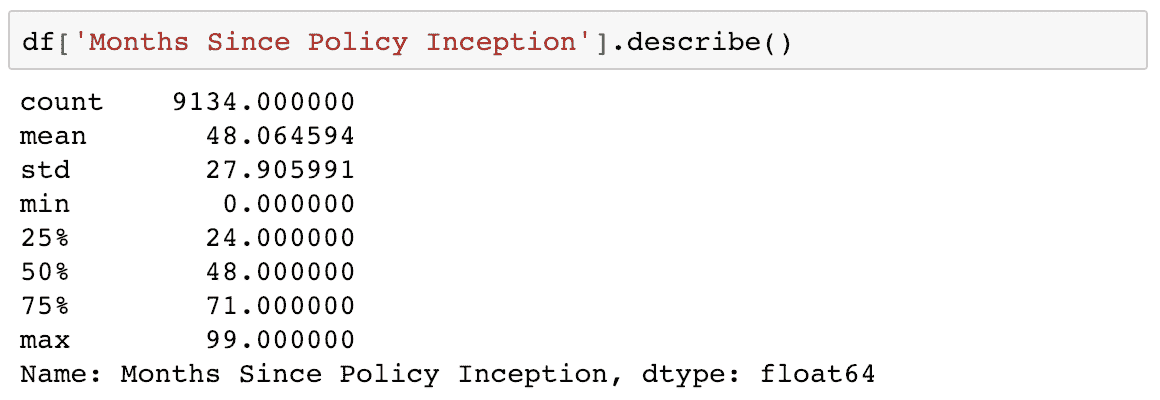 df['Months Since Policy Inception'].describe()
count    9134.000000
mean       48.064594
std        27.905991
min         0.000000
25%        24.000000
50%        48.000000
75%        71.000000
max        99.000000
Name: Months Since Policy Inception, dtype: float64